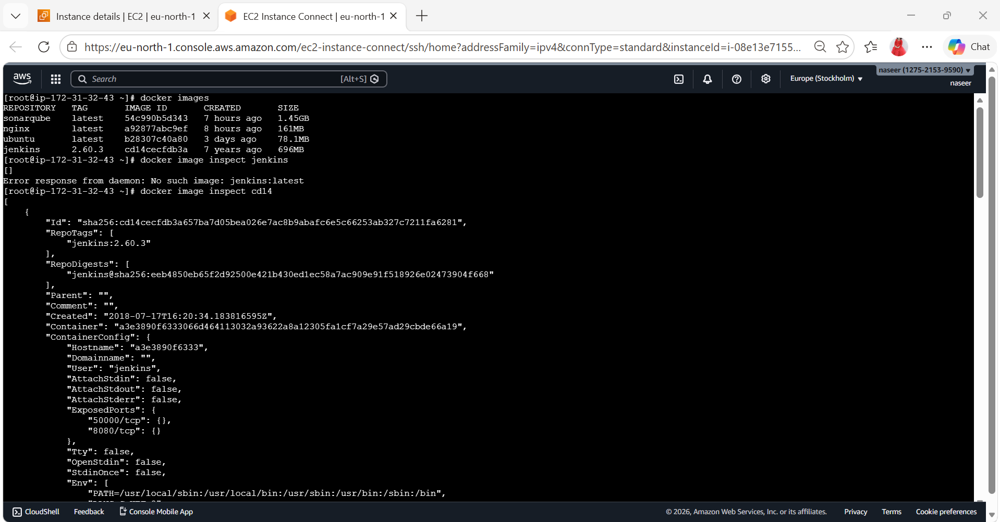 Instance details | EC2 | eu-north-1
EC2 Instance Connect | eu-north-1
https://eu-north-1.console.aws.amazon.com/ec2-instance-connect/ssh/home?addressFamily=ipv4&connType=standard&instanceId=i-08e13e7155...
Chat
aws
Search
[Alt+S]
Europe (Stockholm)
naseer (1275-2153-9590)
naseer
[root@ip-172-31-32-43 ~]# docker images
REPOSITORY   TAG       IMAGE ID       CREATED       SIZE
sonarqube    latest    54c990b5d343   7 hours ago   1.45GB
nginx        latest    a92877abc9ef   8 hours ago   161MB
ubuntu       latest    b28307c40a80   3 days ago    78.1MB
jenkins      2.60.3    cd14cecfdb3a   7 years ago   696MB
[root@ip-172-31-32-43 ~]# docker image inspect jenkins
[]
Error response from daemon: No such image: jenkins:latest
[root@ip-172-31-32-43 ~]# docker image inspect cd14
[
    {
        "Id": "sha256:cd14cecfdb3a657ba7d05bea026e7ac8b9abafc6e5c66253ab327c7211fa6281",
        "RepoTags": [
            "jenkins:2.60.3"
        ],
        "RepoDigests": [
            "jenkins@sha256:eeb4850eb65f2d92500e421b430ed1ec58a7ac909e91f518926e02473904f668"
        ],
        "Parent": "",
        "Comment": "",
        "Created": "2018-07-17T16:20:34.183816595Z",
        "Container": "a3e3890f6333066d464113032a93622a8a12305fa1cf7a29e57ad29cbde66a19",
        "ContainerConfig": {
            "Hostname": "a3e3890f6333",
            "Domainname": "",
            "User": "jenkins",
            "AttachStdin": false,
            "AttachStdout": false,
            "AttachStderr": false,
            "ExposedPorts": {
                "50000/tcp": {},
                "8080/tcp": {}
            },
            "Tty": false,
            "OpenStdin": false,
            "StdinOnce": false,
            "Env": [
                "PATH=/usr/local/sbin:/usr/local/bin:/usr/sbin:/usr/bin:/sbin:/bin",
CloudShell
Feedback
Console Mobile App
© 2026, Amazon Web Services, Inc. or its affiliates.
Privacy
Terms
Cookie preferences